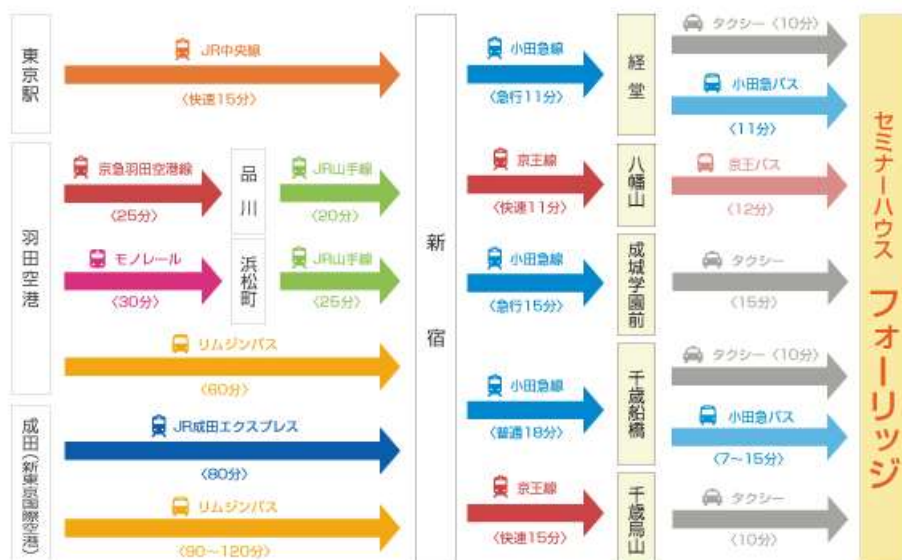 東京駅
JR中央線
〈快速15分〉
羽田空港
京急羽田空港線
〈25分〉
品川
JR山手線
〈20分〉
モノレール
〈30分〉
浜松町
JR山手線
〈25分〉
リムジンバス
〈60分〉
成田(新東京国際空港)
JR成田エクスプレス
〈80分〉
リムジンバス
〈90〜120分〉
新宿
小田急線
〈急行11分〉
経堂
タクシー〈10分〉
小田急バス
〈11分〉
京王線
〈快速11分〉
八幡山
京王バス
〈12分〉
小田急線
〈急行15分〉
成城学園前
タクシー
〈15分〉
小田急線
〈普通18分〉
千歳船橋
タクシー〈10分〉
小田急バス
〈7〜15分〉
京王線
〈快速15分〉
千歳烏山
タクシー
〈10分〉
セミナーハウス フォーリッジ